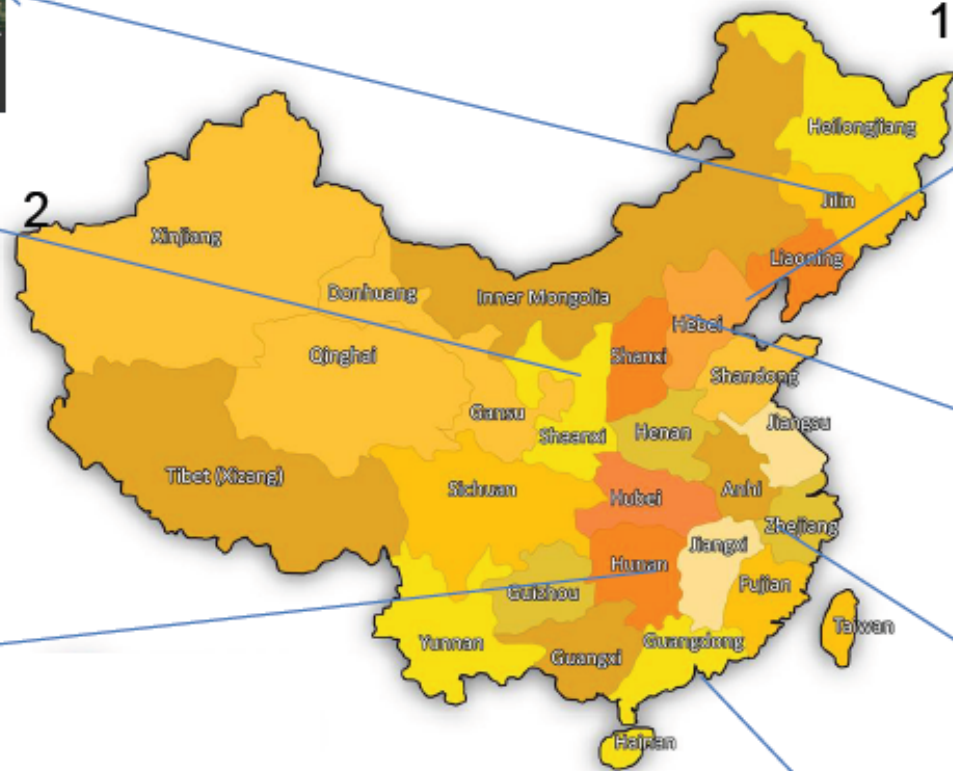 1
Heilongjiang
Jilin
2
Xinjiang
Liaoning
Donhuang
Inner Mongolia
Hebei
Qinghai
Shanxi
Shandong
Gansu
Jiangsu
Shaanxi
Henan
Tibet (Xizang)
Sichuan
Hubei
Anhi
Zhejiang
Jiangxi
Hunan
Fujian
Guizhou
Taiwan
Yunnan
Guangxi
Guangdong
Hainan